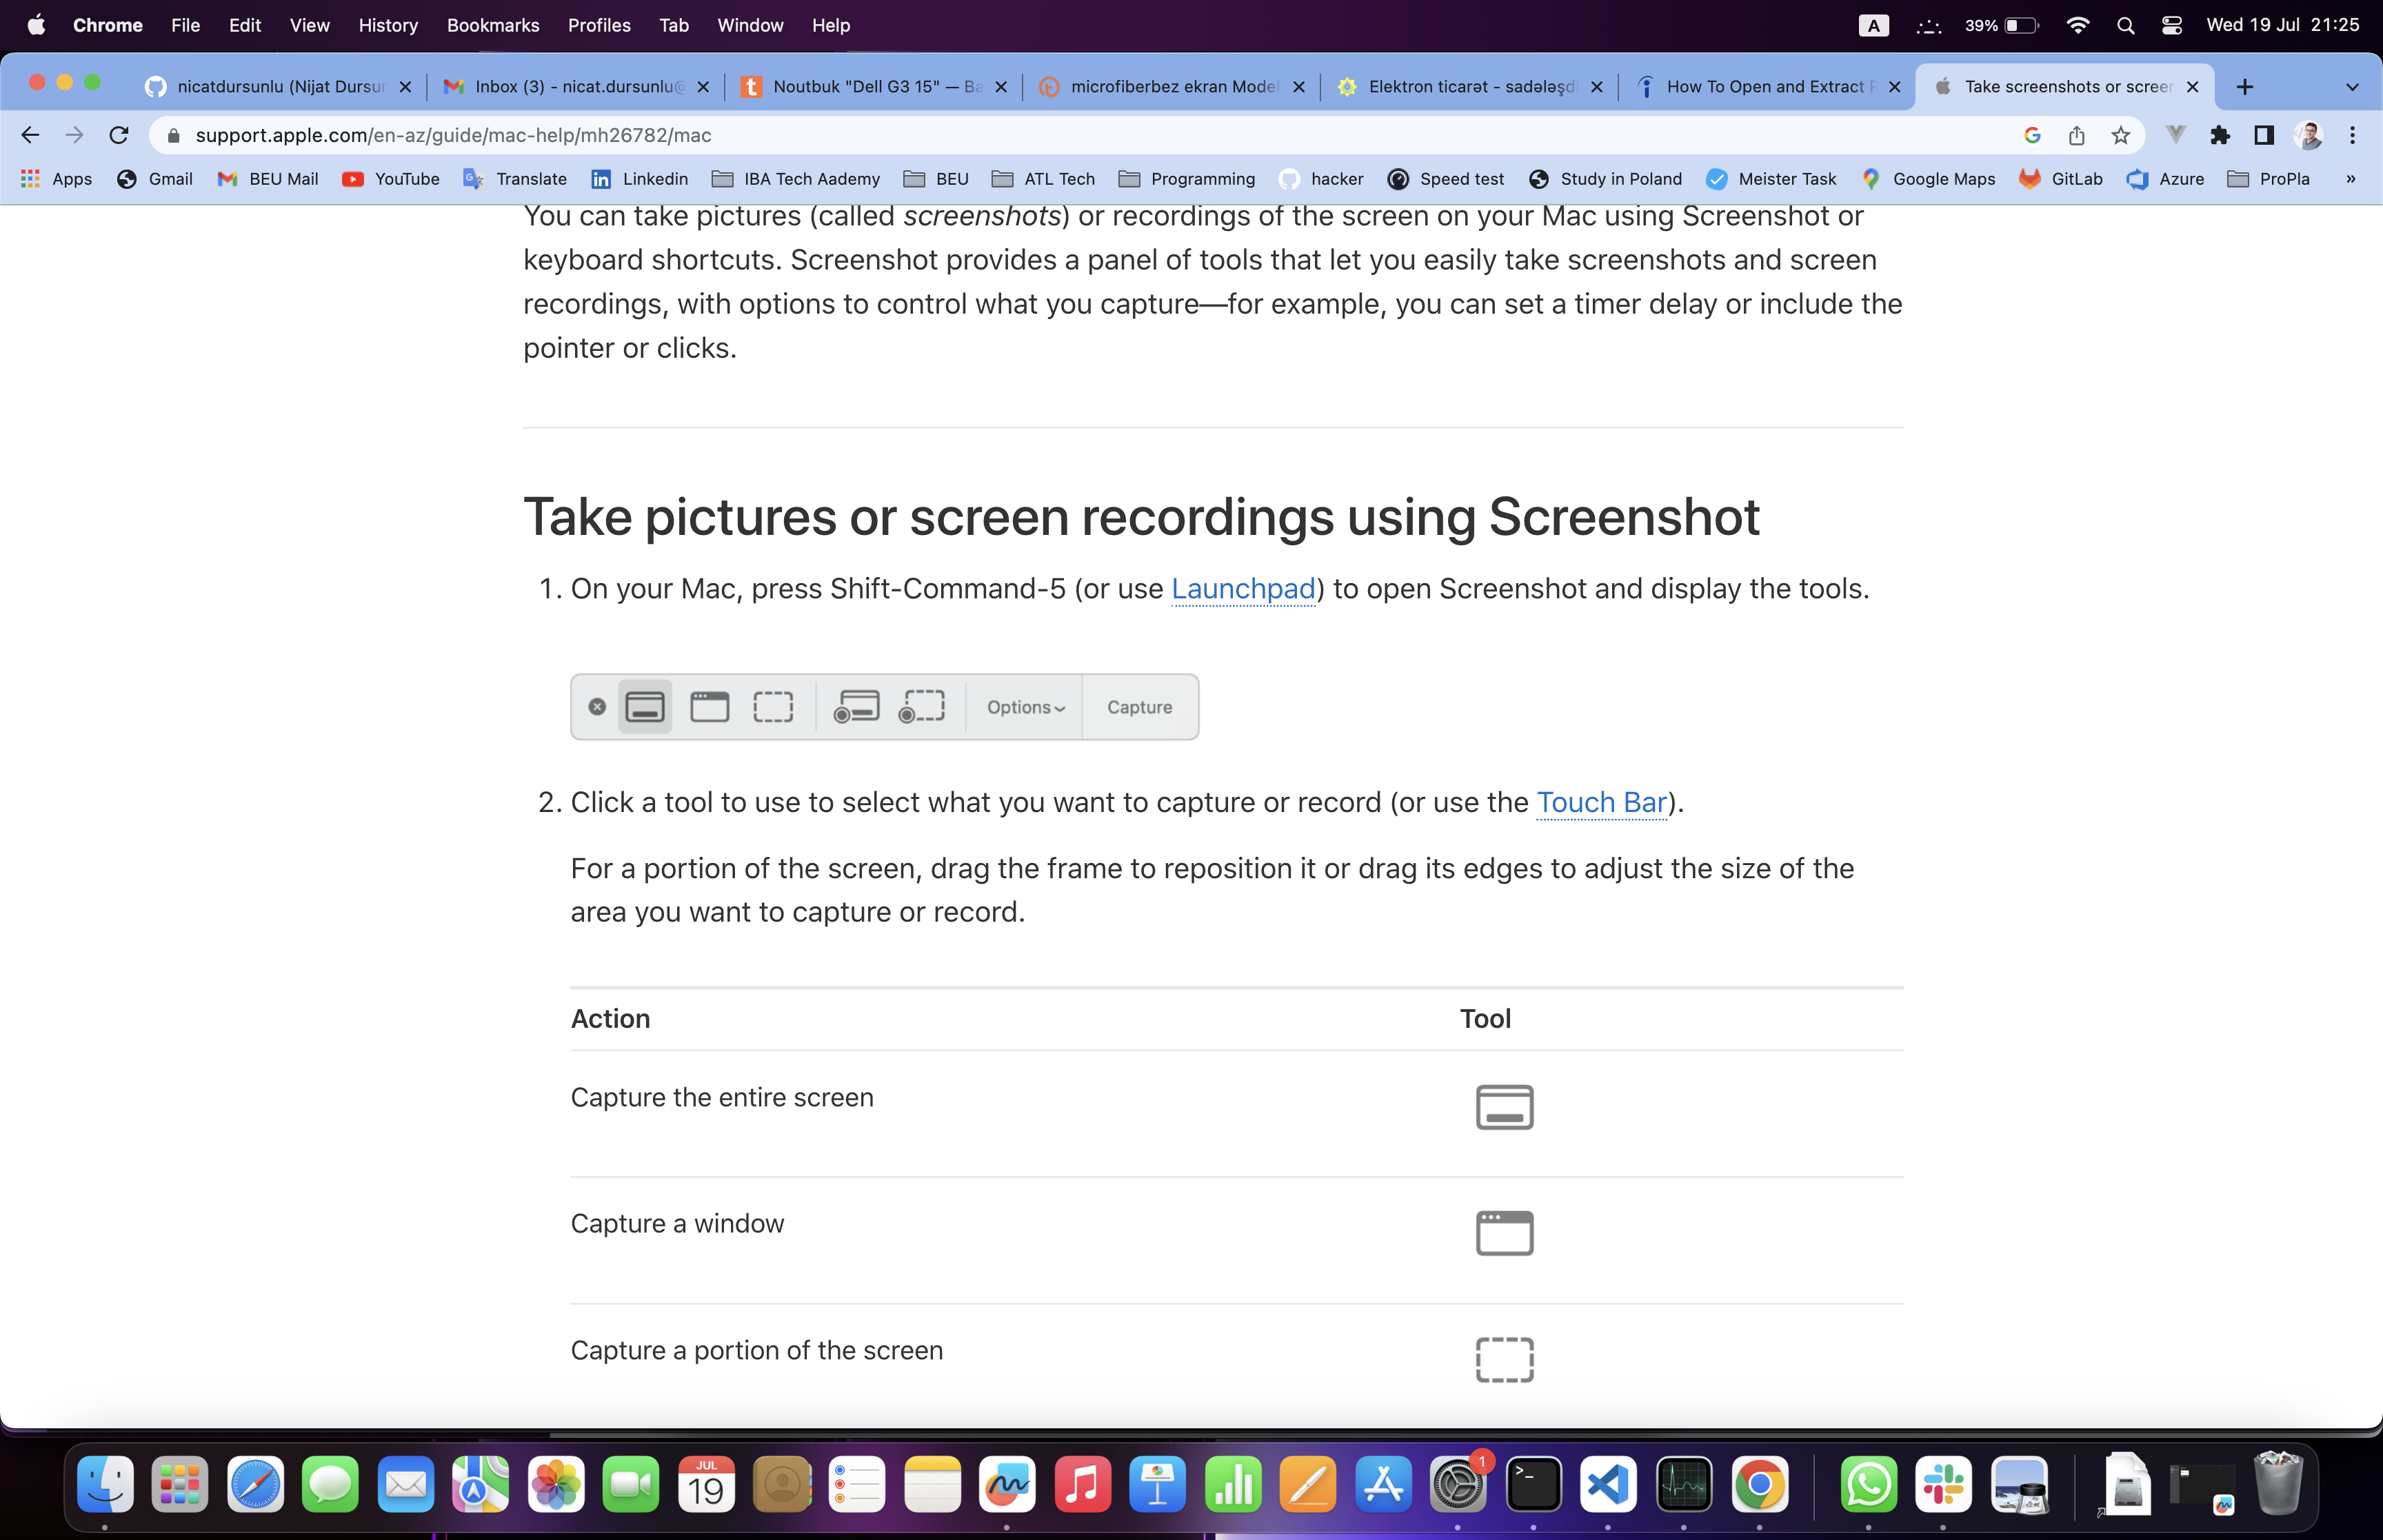 Chrome File Edit View History Bookmarks Profiles Tab Window Help A 39% Wed 19 Jul 21:25
nicatdursunlu (Nijat Dursur Inbox (3) - nicat.dursunlu@ Noutbuk "Dell G3 15" — Ba microfiberbez ekran Model Elektron ticarət - sadələşdi How To Open and Extract R Take screenshots or screen
support.apple.com/en-az/guide/mac-help/mh26782/mac
Apps Gmail BEU Mail YouTube Translate Linkedin IBA Tech Aademy BEU ATL Tech Programming hacker Speed test Study in Poland Meister Task Google Maps GitLab Azure ProPla »
You can take pictures (called screenshots) or recordings of the screen on your Mac using Screenshot or
keyboard shortcuts. Screenshot provides a panel of tools that let you easily take screenshots and screen
recordings, with options to control what you capture—for example, you can set a timer delay or include the
pointer or clicks.
Take pictures or screen recordings using Screenshot
1. On your Mac, press Shift-Command-5 (or use Launchpad) to open Screenshot and display the tools.
Options Capture
2. Click a tool to use to select what you want to capture or record (or use the Touch Bar).
For a portion of the screen, drag the frame to reposition it or drag its edges to adjust the size of the
area you want to capture or record.
Action Tool
Capture the entire screen
Capture a window
Capture a portion of the screen
JUL
19
1